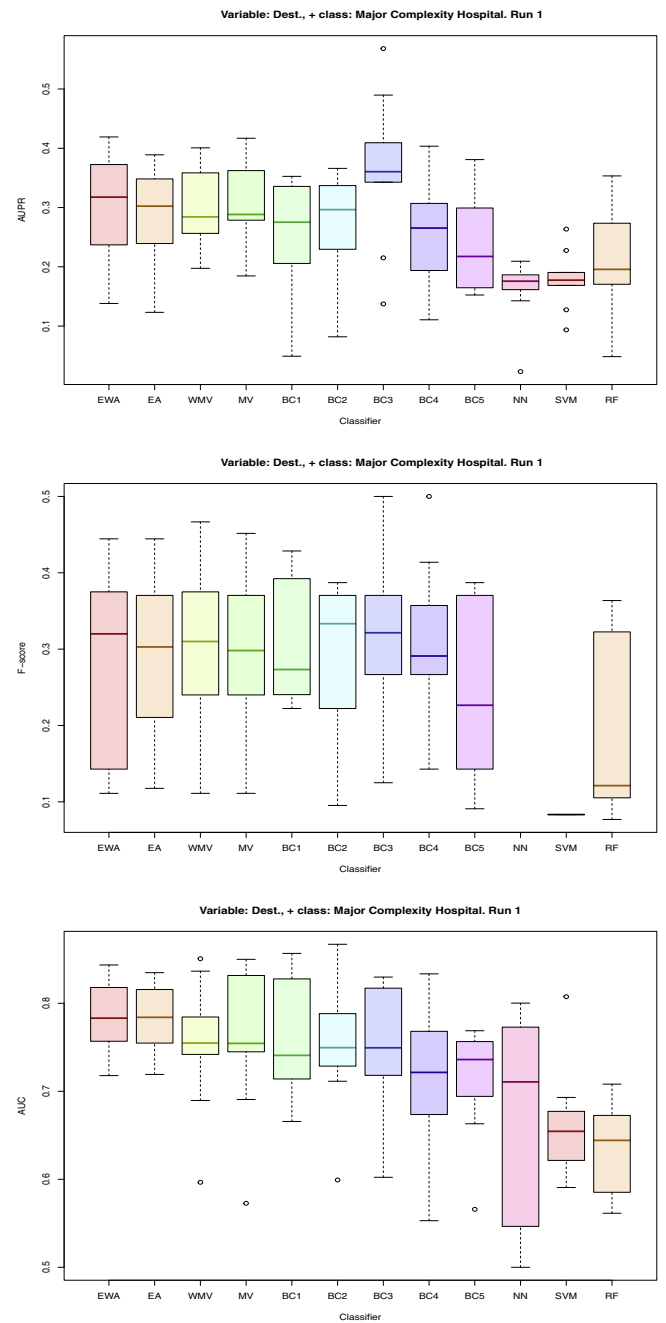 Variable: Dest., + class: Major Complexity Hospital. Run 1
AUPR
0.5
0.4
0.3
0.2
0.1
EWA EA WMV MV BC1 BC2 BC3 BC4 BC5 NN SVM RF
Classifier
Variable: Dest., + class: Major Complexity Hospital. Run 1
F-score
0.5
0.4
0.3
0.2
0.1
EWA EA WMV MV BC1 BC2 BC3 BC4 BC5 NN SVM RF
Classifier
Variable: Dest., + class: Major Complexity Hospital. Run 1
AUC
0.8
0.7
0.6
0.5
EWA EA WMV MV BC1 BC2 BC3 BC4 BC5 NN SVM RF
Classifier